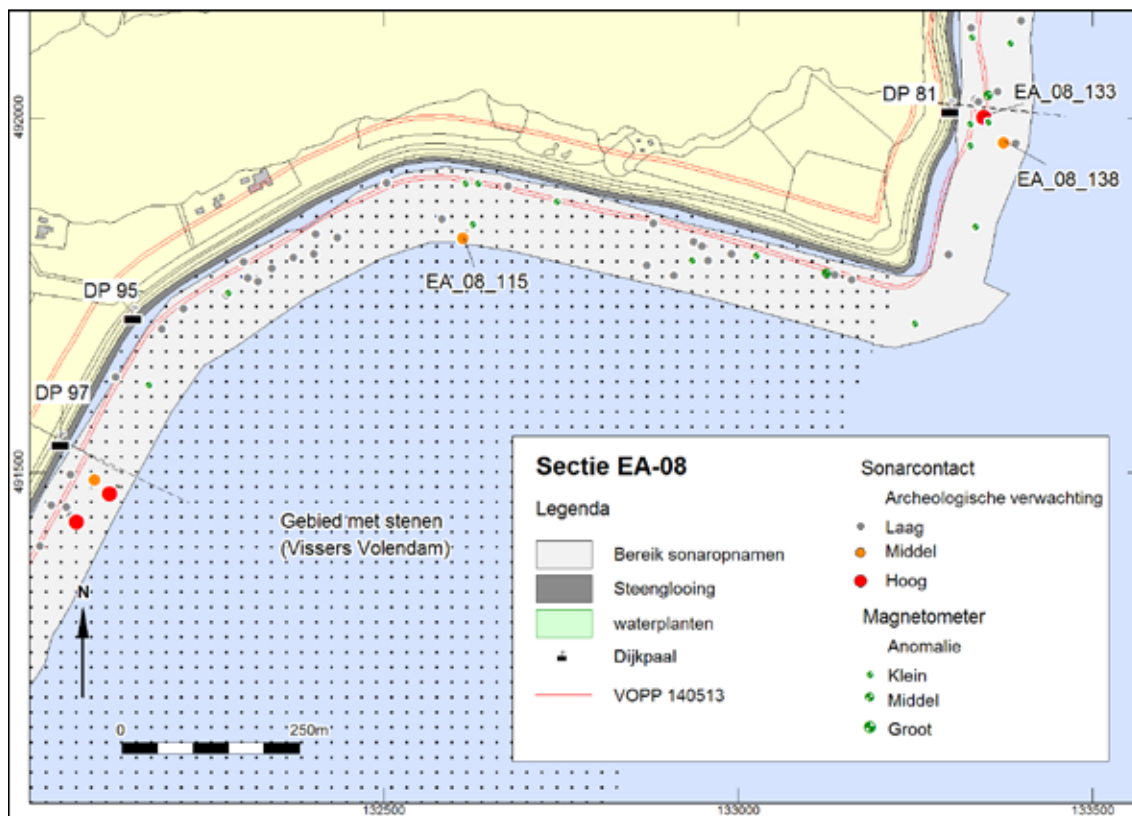 DP 81
EA_08_133
492000
EA_08_138
EA_08_115
DP 95
DP 97
491500
Gebied met stenen
(Vissers Volendam)
N
0 250m
Sectie EA-08
Legenda
Bereik sonaropnamen
Steenglooing
waterplanten
Dijkpaal
VOPP 140513
Sonarcontact
Archeologische verwachting
Laag
Middel
Hoog
Magnetometer
Anomalie
Klein
Middel
Groot
132500 133000 133500